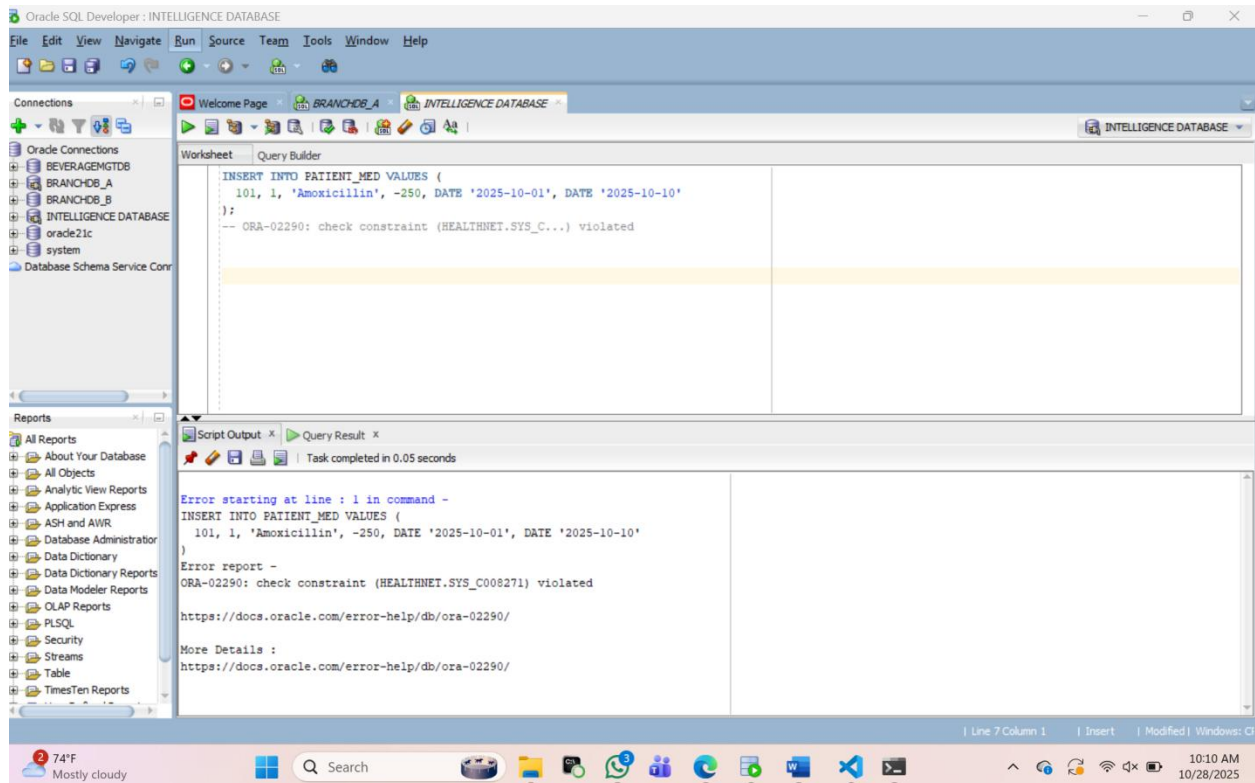 Oracle SQL Developer : INTELLIGENCE DATABASE
File Edit View Navigate Run Source Team Tools Window Help
Connections
Welcome Page BRANCHDB_A INTELLIGENCE DATABASE
INTELLIGENCE DATABASE
Oracle Connections
BEVERAGEMGTDB
BRANCHDB_A
BRANCHDB_B
INTELLIGENCE DATABASE
oracle21c
system
Database Schema Service Conr
Worksheet Query Builder
INSERT INTO PATIENT_MED VALUES (
101, 1, 'Amoxicillin', -250, DATE '2025-10-01', DATE '2025-10-10'
);
-- ORA-02290: check constraint (HEALTHNET.SYS_C...) violated
Reports
All Reports
About Your Database
All Objects
Analytic View Reports
Application Express
ASH and AWR
Database Administration
Data Dictionary
Data Dictionary Reports
Data Modeler Reports
OLAP Reports
PLSQL
Security
Streams
Table
TimesTen Reports
Script Output x Query Result x
Task completed in 0.05 seconds
Error starting at line : 1 in command -
INSERT INTO PATIENT_MED VALUES (
101, 1, 'Amoxicillin', -250, DATE '2025-10-01', DATE '2025-10-10'
)
Error report -
ORA-02290: check constraint (HEALTHNET.SYS_C008271) violated
https://docs.oracle.com/error-help/db/ora-02290/
More Details :
https://docs.oracle.com/error-help/db/ora-02290/
| Line 7 Column 1 | Insert | Modified | Windows: Cl
2
74°F
Mostly cloudy
Search
3
10:10 AM
10/28/2025